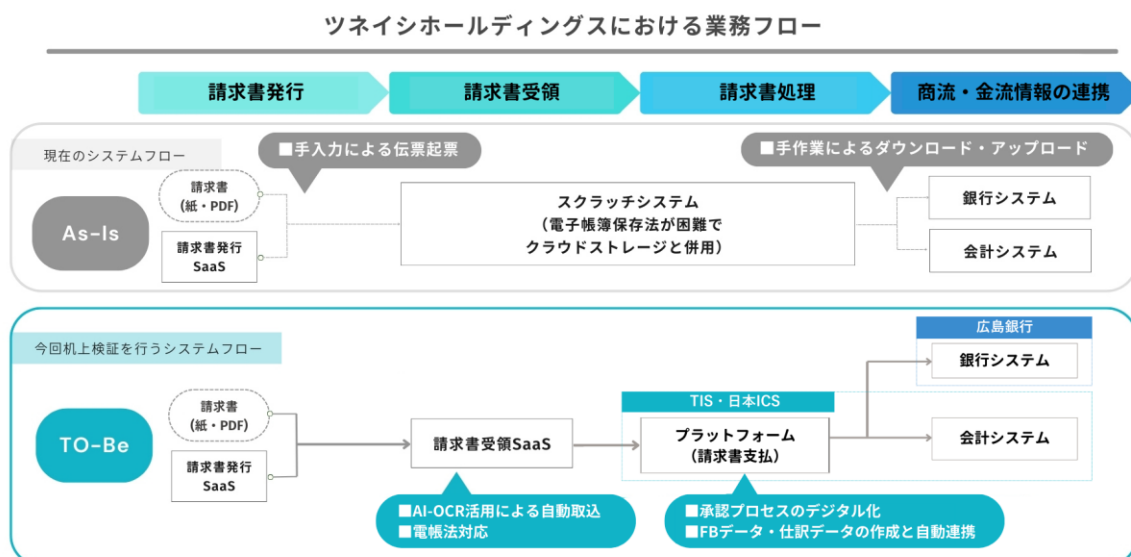 ツネイシホールディングスにおける業務フロー
請求書発行
請求書受領
請求書処理
商流・金流情報の連携
現在のシステムフロー
■手入力による伝票起票
■手作業によるダウンロード・アップロード
As-Is
請求書
(紙・PDF)
請求書発行
SaaS
スクラッチシステム
(電子帳簿保存法が困難で
クラウドストレージと併用)
銀行システム
会計システム
今回机上検証を行うシステムフロー
TO-Be
請求書
(紙・PDF)
請求書発行
SaaS
請求書受領SaaS
■AI-OCR活用による自動取込
■電帳法対応
TIS・日本ICS
プラットフォーム
(請求書支払)
■承認プロセスのデジタル化
■FBデータ・仕訳データの作成と自動連携
広島銀行
銀行システム
会計システム